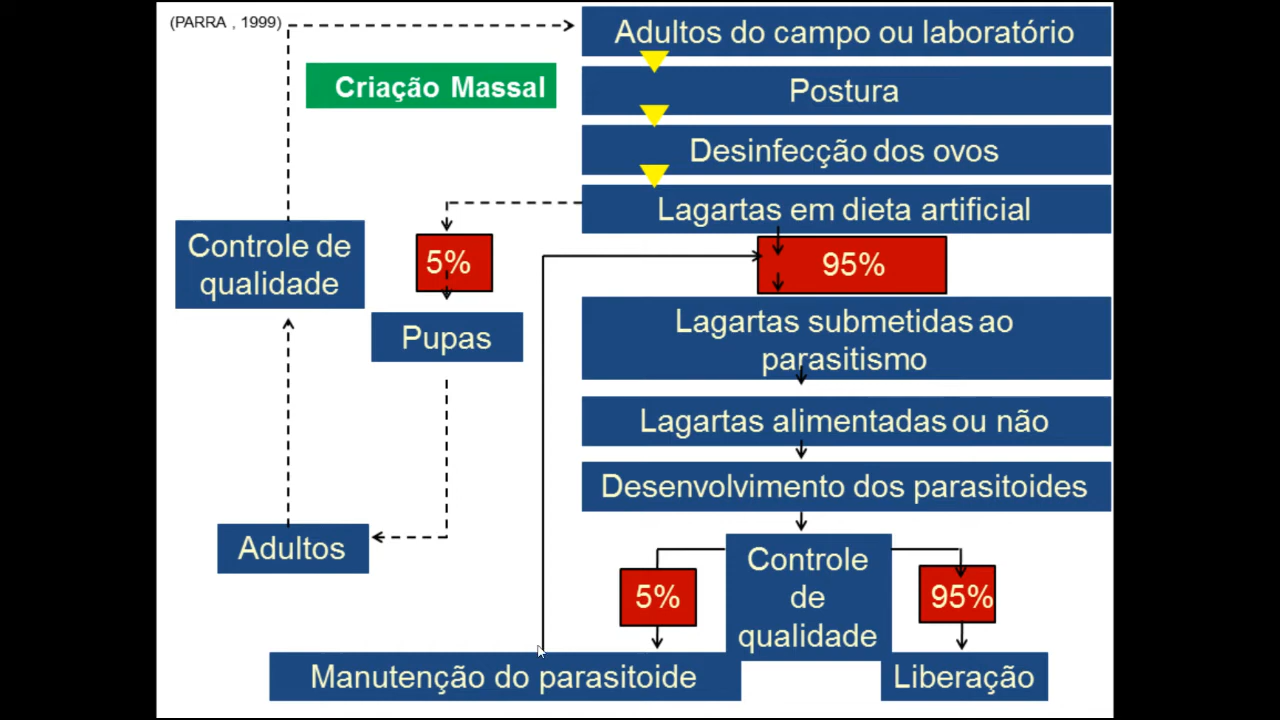 (PARRA , 1999)
Adultos do campo ou laboratório
Criação Massal
Postura
Desinfecção dos ovos
Lagartas em dieta artificial
Controle de
qualidade
5%
95%
Pupas
Lagartas submetidas ao
parasitismo
Lagartas alimentadas ou não
Desenvolvimento dos parasitoides
Adultos
Controle
de
qualidade
5%
95%
Manutenção do parasitoide
Liberação